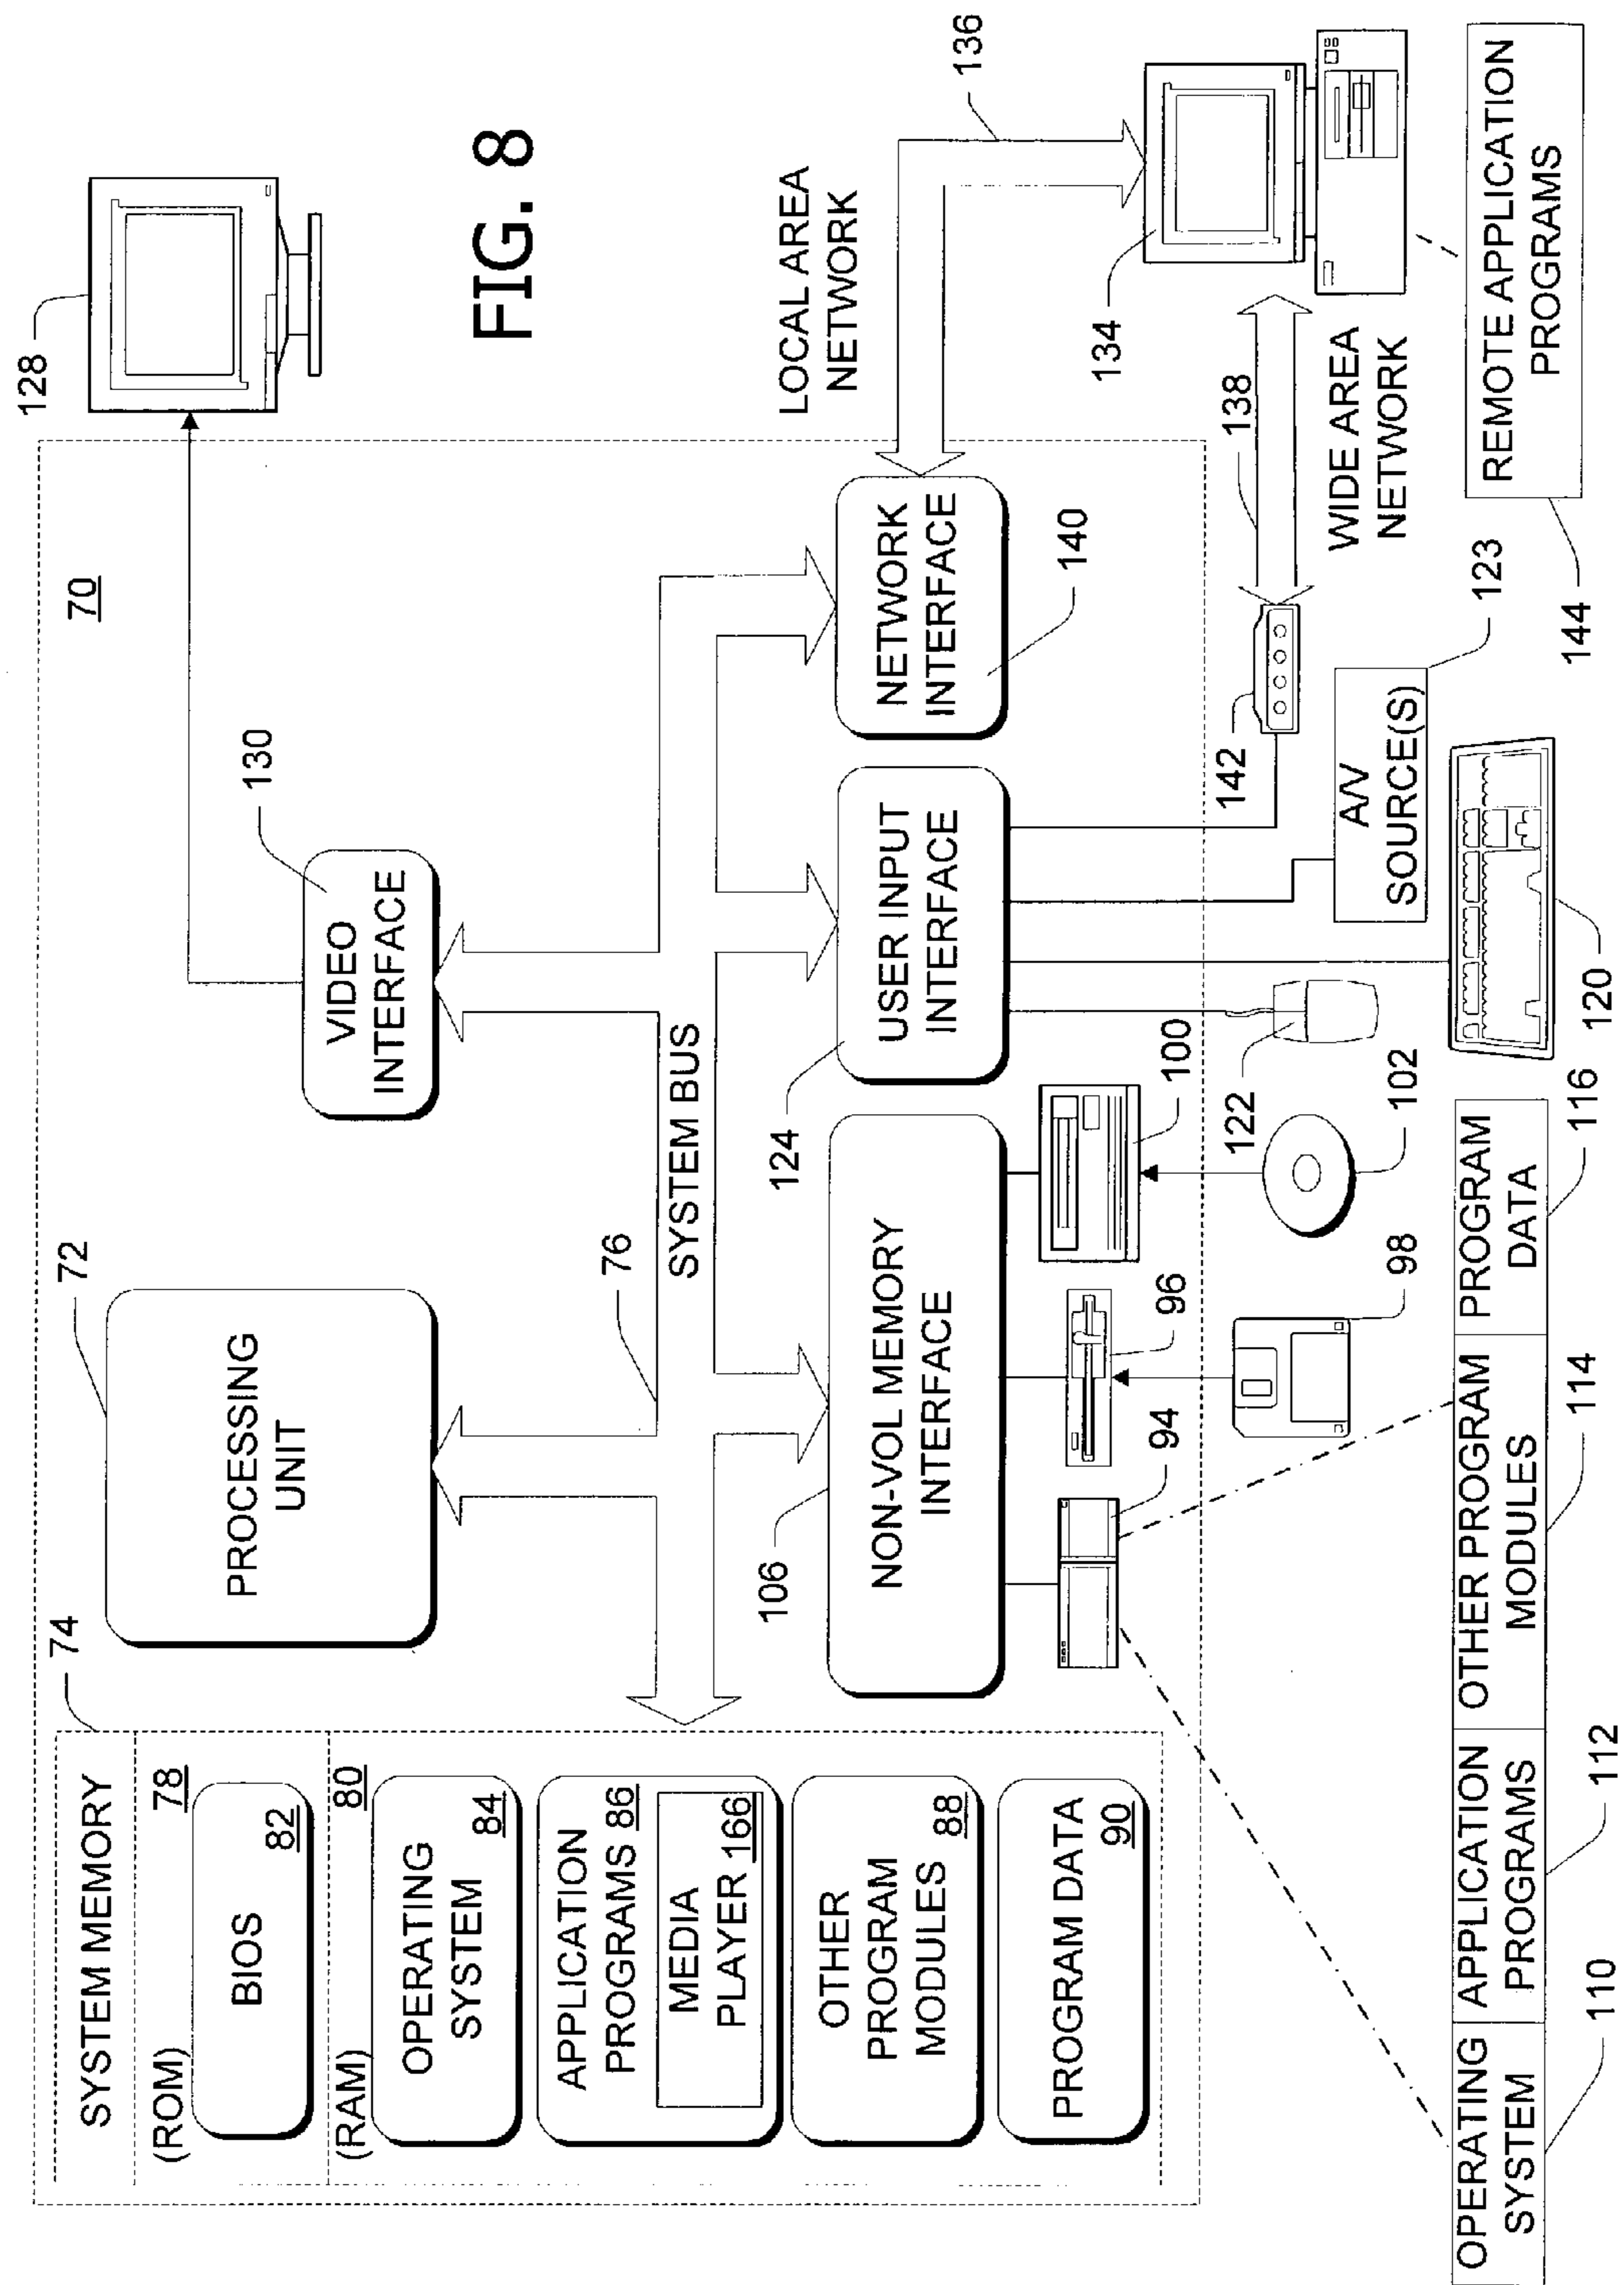 SYSTEM MEMORY
74
(ROM) 78
BIOS
82
(RAM) 80
OPERATING
SYSTEM 84
APPLICATION
PROGRAMS 86
MEDIA
PLAYER 166
OTHER
PROGRAM
MODULES 88
PROGRAM DATA
90
PROCESSING
UNIT
72
VIDEO
INTERFACE
130
70
128
FIG. 8
76
SYSTEM BUS
106
NON-VOL MEMORY
INTERFACE
124
USER INPUT
INTERFACE
NETWORK
INTERFACE
140
LOCAL AREA
NETWORK
136
94
96
100
98
102
122
120
142
138
134
WIDE AREA
NETWORK
A/V
SOURCE(S)
123
REMOTE APPLICATION
PROGRAMS
144
OPERATING
SYSTEM
APPLICATION
PROGRAMS
OTHER PROGRAM
MODULES
PROGRAM
DATA
110
112
114
116